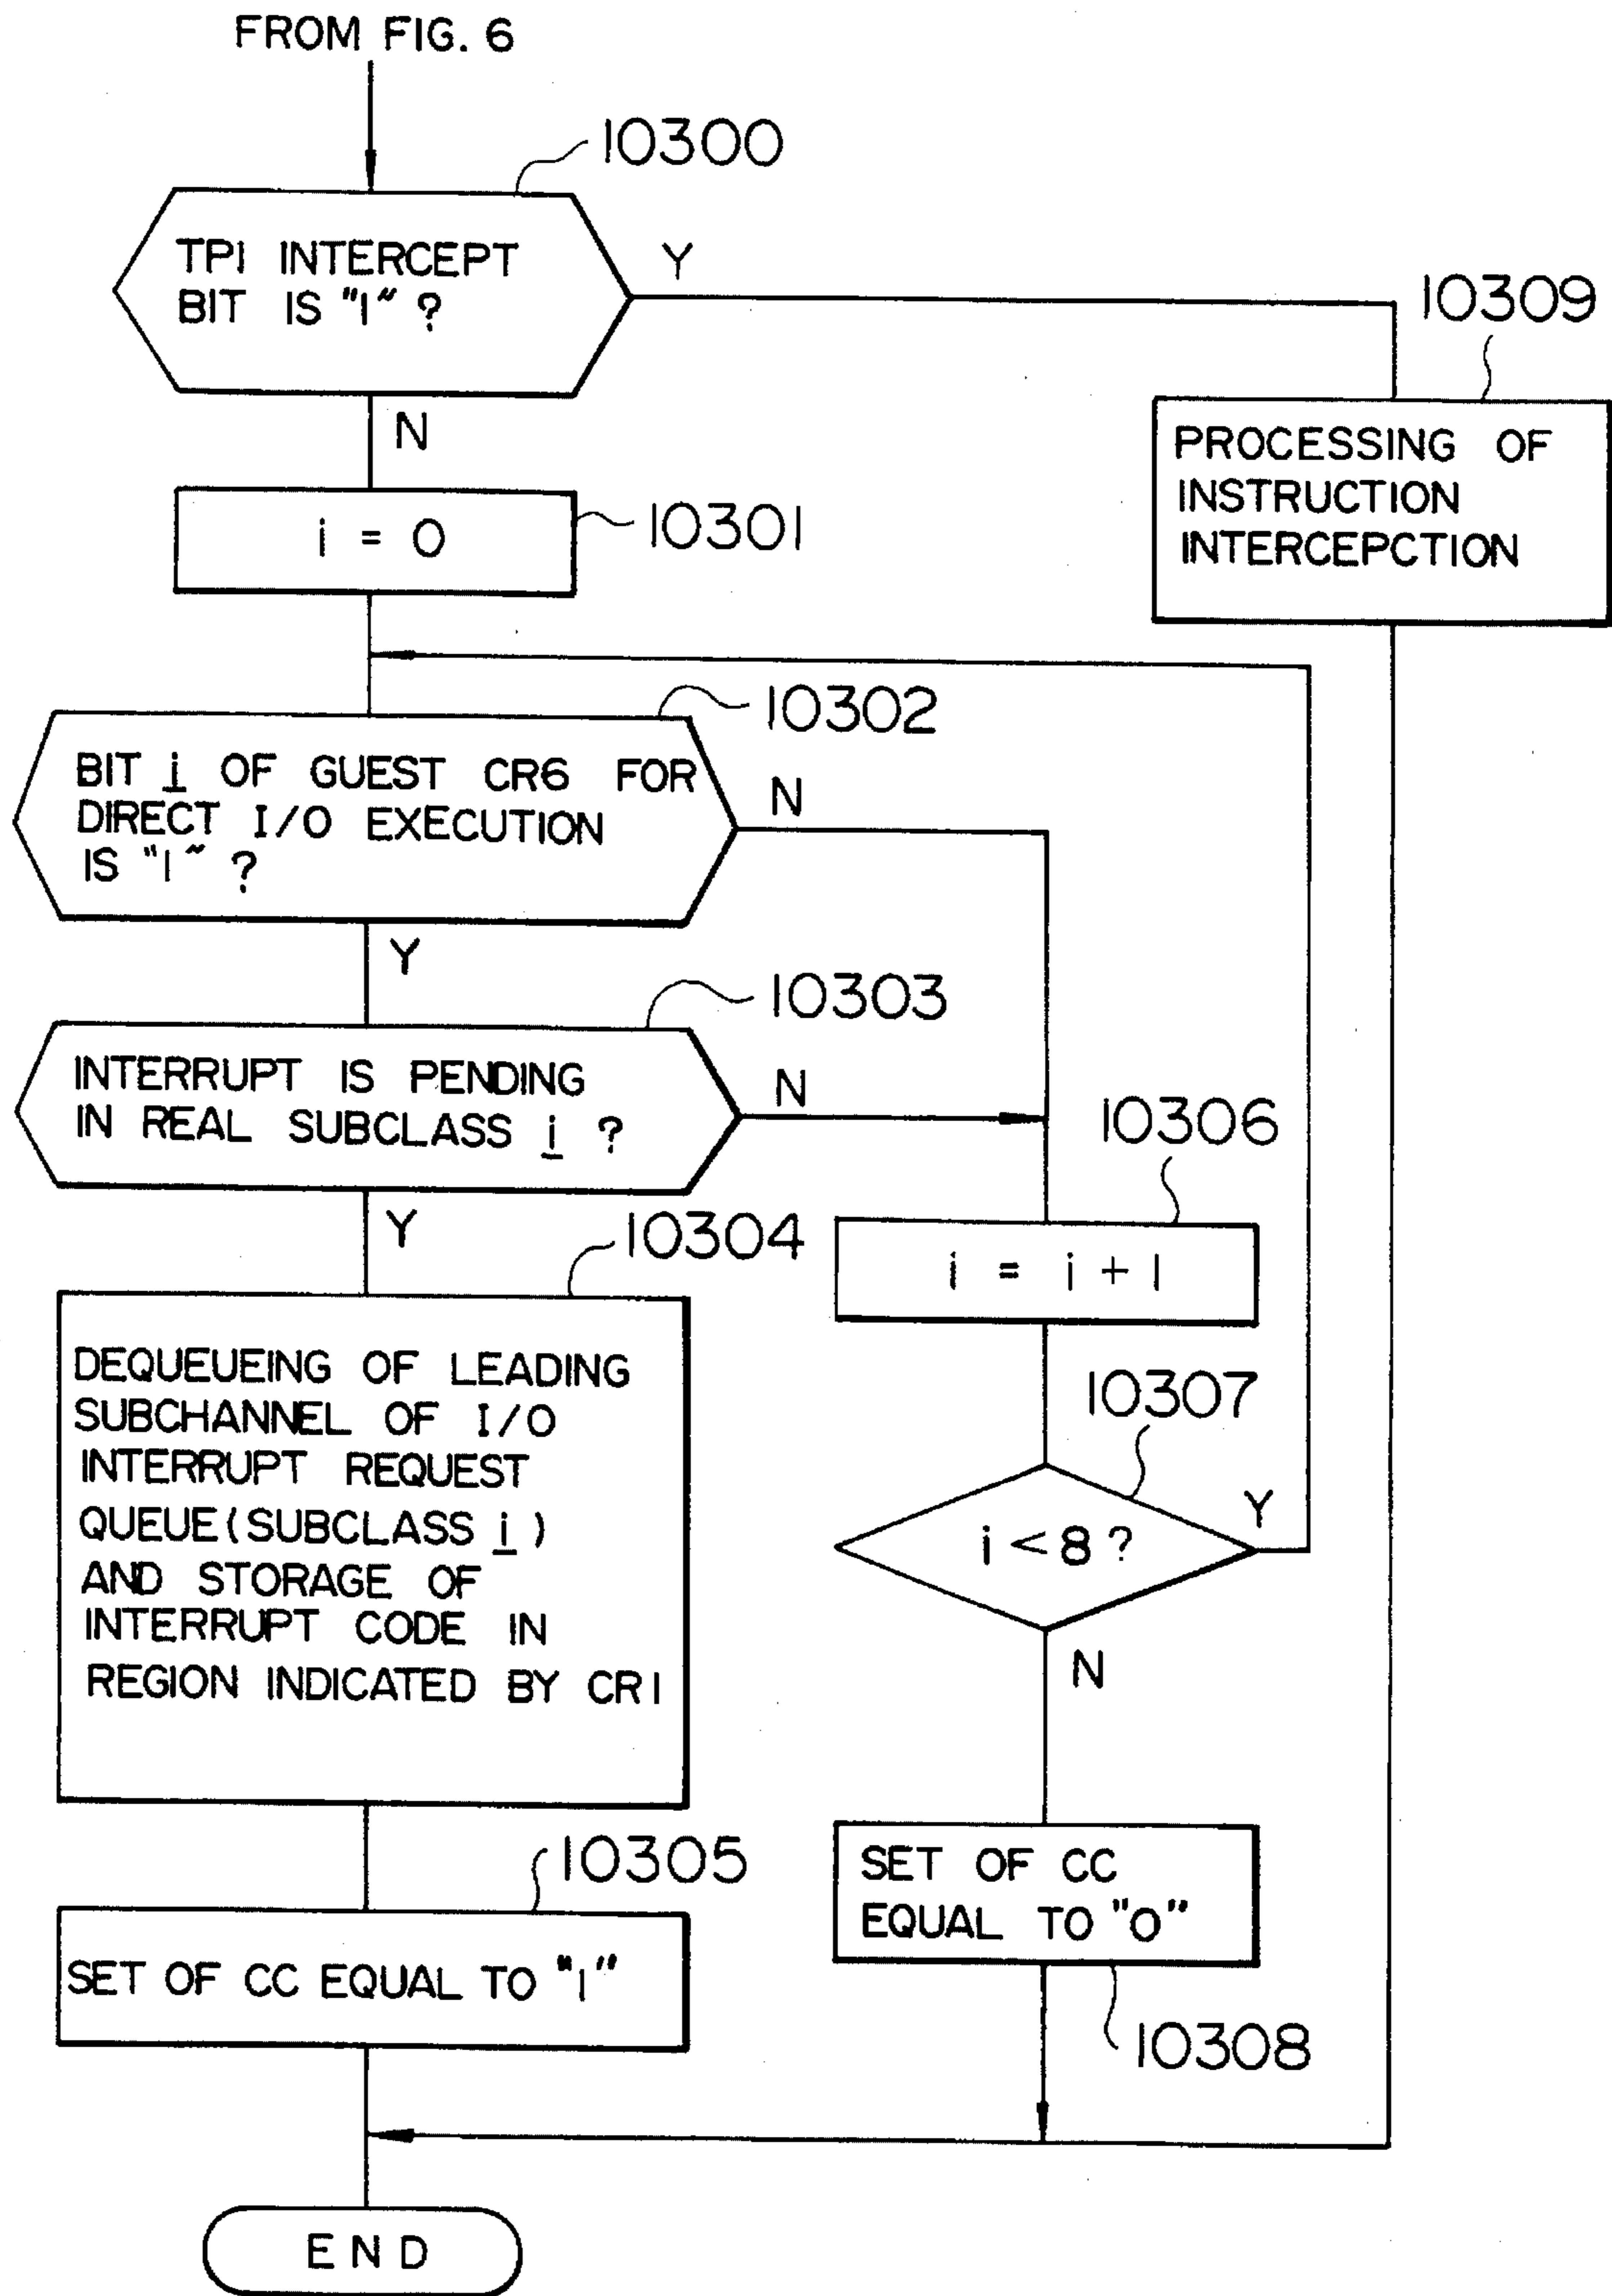 FROM FIG. 6
10300
TPI INTERCEPT
BIT IS "1" ?
Y
10309
N
PROCESSING OF
INSTRUCTION
INTERCEPCTION
i = 0
10301
10302
BIT i OF GUEST CR6 FOR
DIRECT I/O EXECUTION
IS "1" ?
N
Y
10303
INTERRUPT IS PENDING
IN REAL SUBCLASS i ?
N
10306
Y
10304
i = i + 1
DEQUEUEING OF LEADING
SUBCHANNEL OF I/O
INTERRUPT REQUEST
QUEUE(SUBCLASS i)
AND STORAGE OF
INTERRUPT CODE IN
REGION INDICATED BY CR1
10307
i < 8 ?
Y
N
10305
SET OF CC
EQUAL TO "0"
SET OF CC EQUAL TO "1"
10308
END